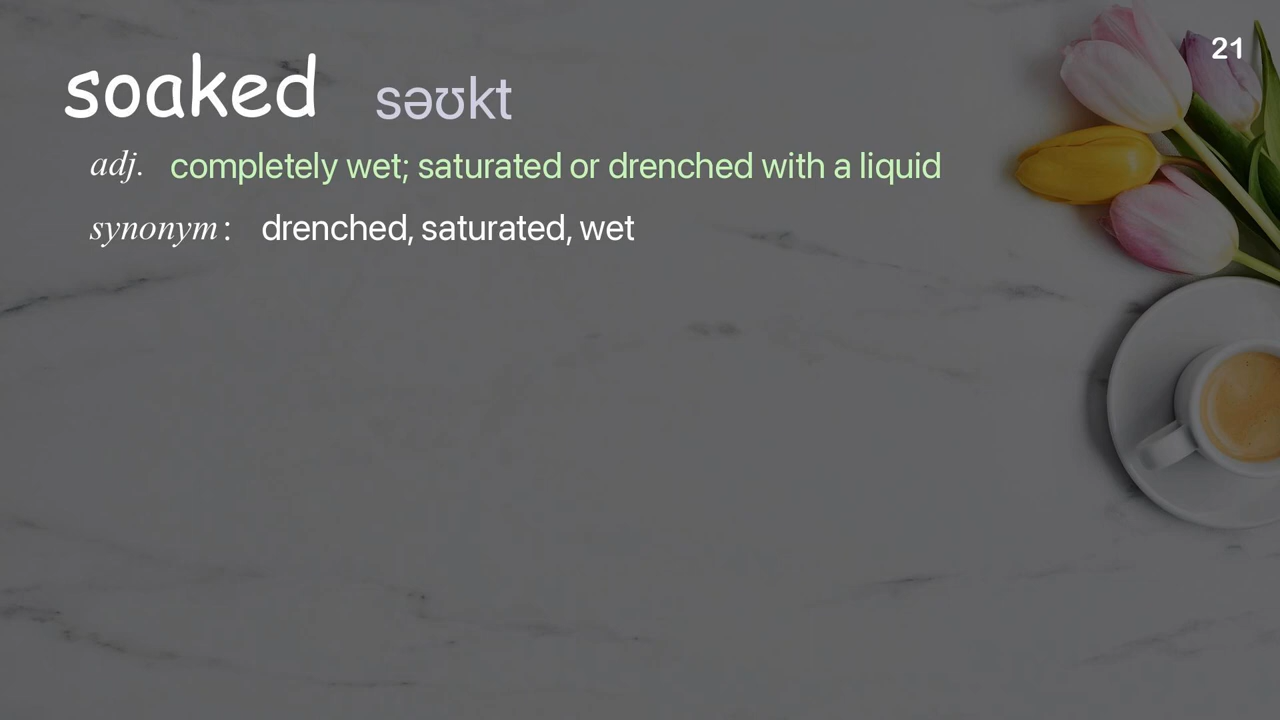 21
soaked səʊkt
adj. completely wet; saturated or drenched with a liquid
synonym: drenched, saturated, wet